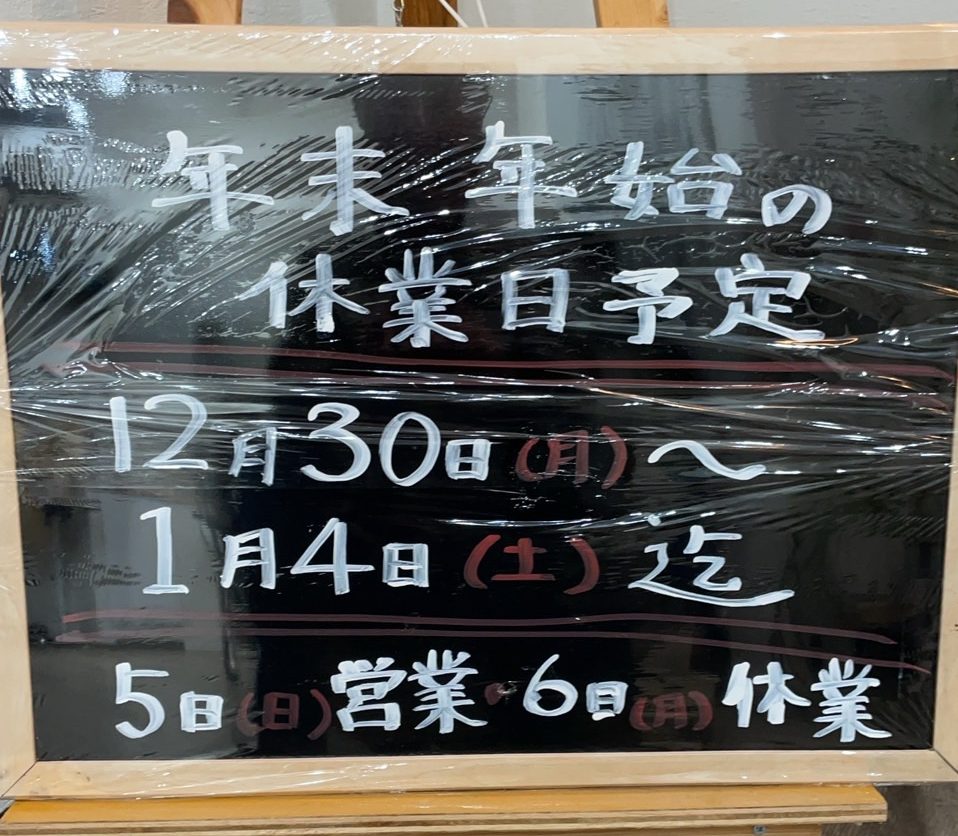 年末年始の
休業日予定
12月30日(月)〜
1月4日(土)迄
5日(日)営業・6日(月)休業